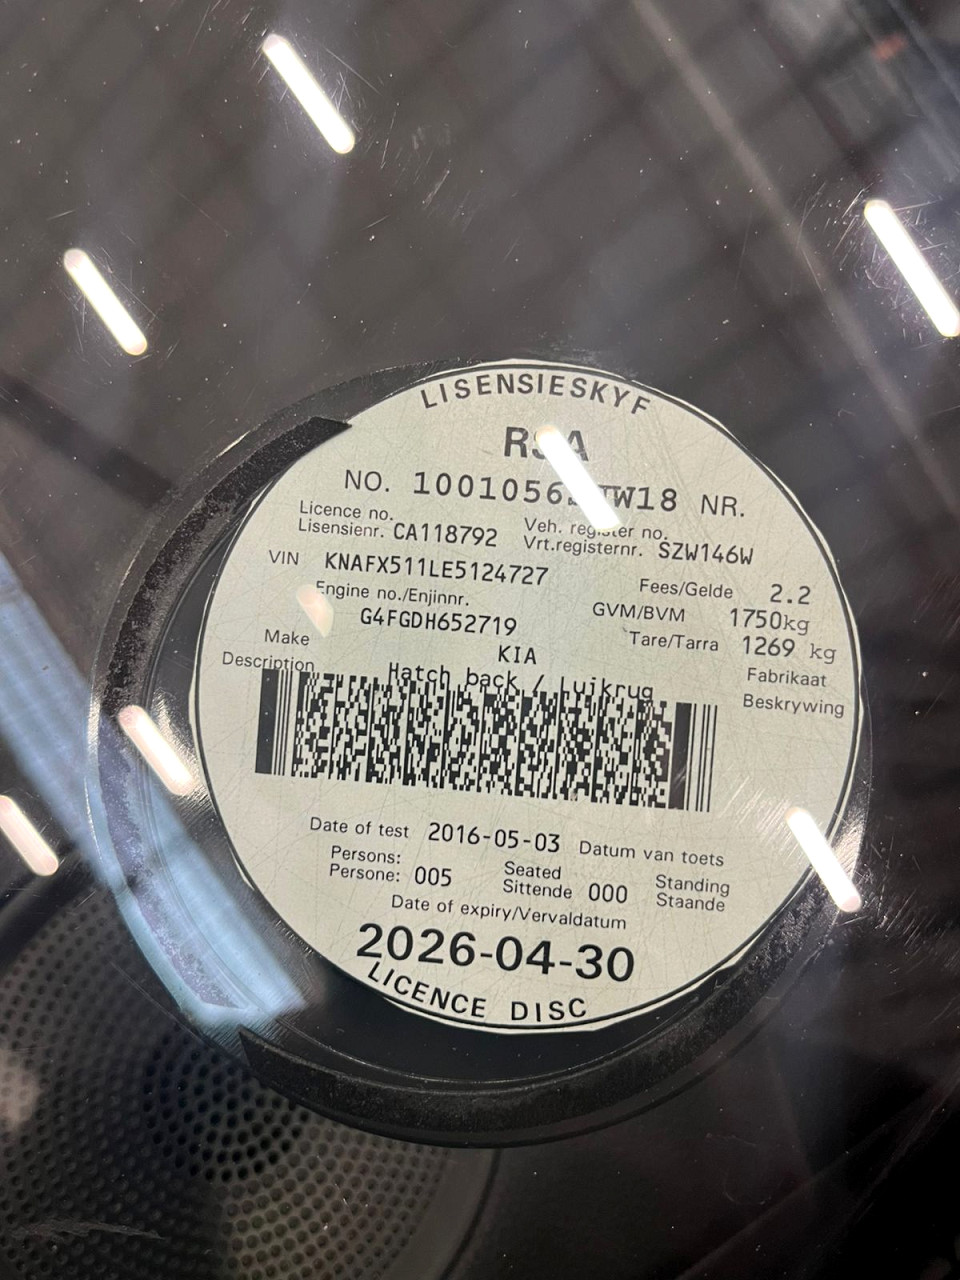 LISENSIESKYF
RSA
NO. NR.
Licence no. Veh. register no.
Lisensienr. CA118792 Vrt.registernr. SZW146W
VIN KNAFX511LE5124727 Fees/Gelde 2.2
Engine no./Enjinnr. GVM/BVM 1750kg
G4FGDH652719 Tare/Tarra 1269 kg
Make KIA Fabrikaat
Description Hatch back / Luikrug Beskrywing
Date of test 2016-05-03 Datum van toets
Persons: Seated Standing
Persone: 005 Sittende 000 Staande
Date of expiry/Vervaldatum
2026-04-30
LICENCE DISC